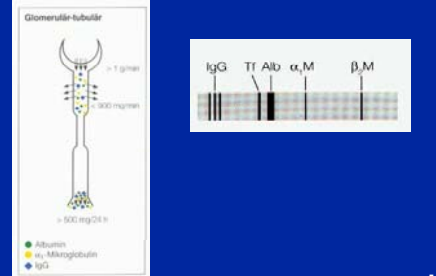 Glomerulär-tubulär
> 1 g/min
< 900 mg/min
> 500 mg/24 h
Albumin
α₁-Mikroglobulin
IgG
IgG Tf Alb α₁M β₂M